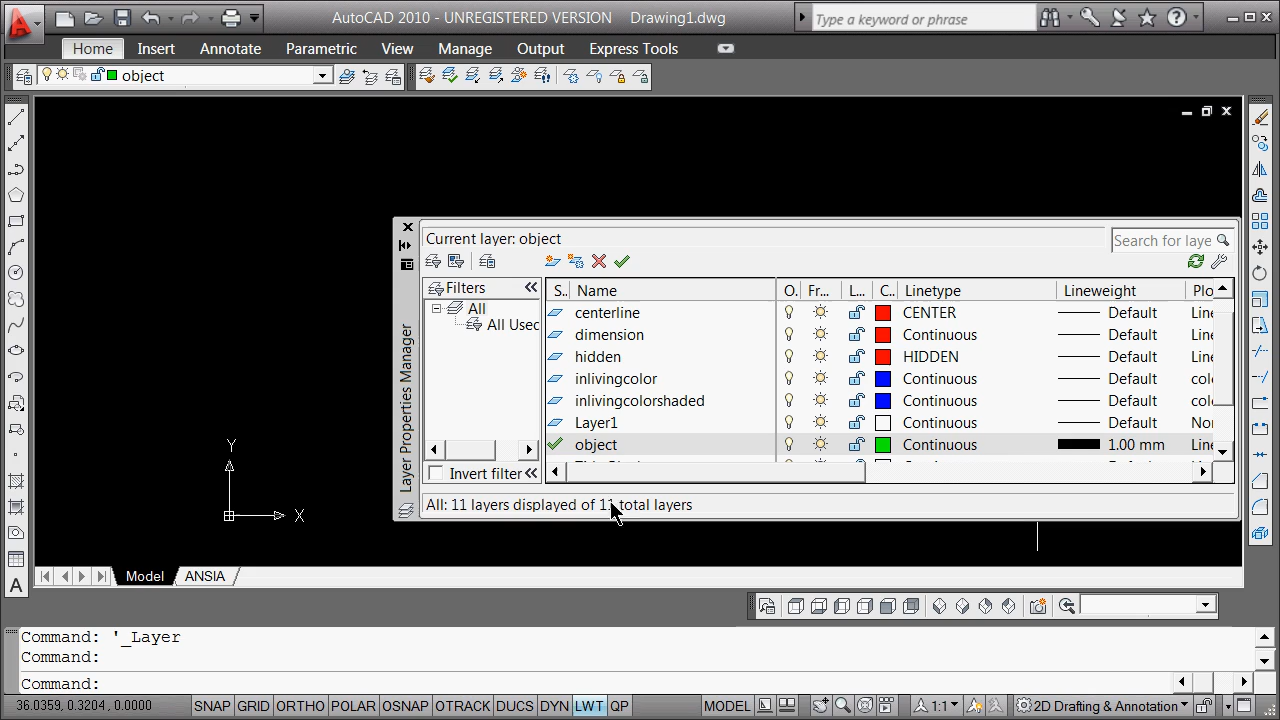 AutoCAD 2010 - UNREGISTERED VERSION Drawing1.dwg
Type a keyword or phrase
Home Insert Annotate Parametric View Manage Output Express Tools
object
Current layer: object
Search for laye
Filters
S.. Name O. Fr... L... C.. Linetype Lineweight Plo
All
All Usec
centerline CENTER Default Line
dimension Continuous Default Line
hidden HIDDEN Default Line
inlivingcolor Continuous Default colo
inlivingcolorshaded Continuous Default colo
Layer1 Continuous Default Nor
object Continuous 1.00 mm Line
Invert filter
Layer Properties Manager
All: 11 layers displayed of 11 total layers
Y
X
Model ANSIA
A
Command: '_Layer
Command:
Command:
36.0359, 0.3204, 0.0000 SNAP GRID ORTHO POLAR OSNAP OTRACK DUCS DYN LWT QP MODEL 1:1 2D Drafting & Annotation